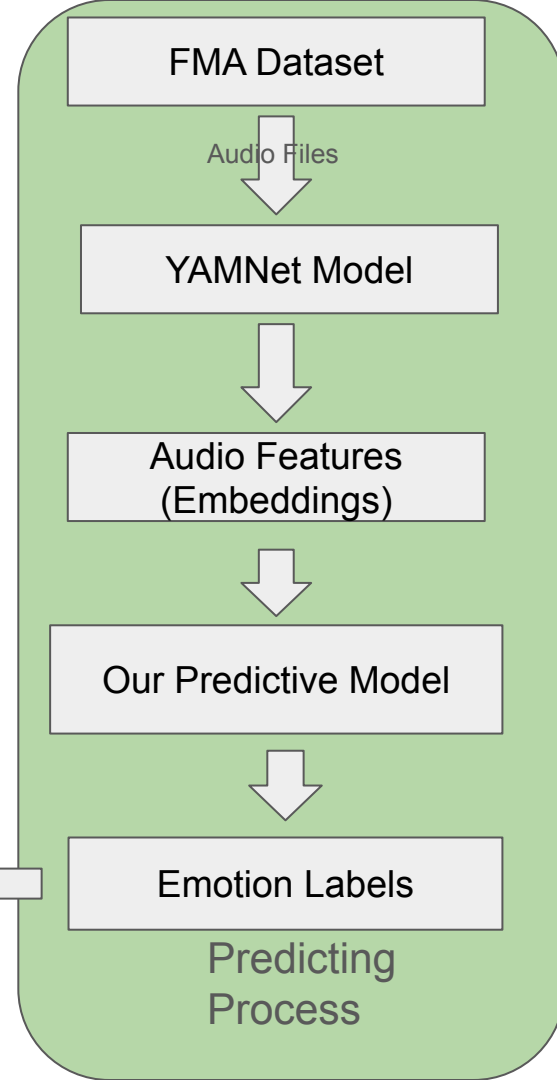 FMA Dataset
Audio Files
YAMNet Model
Audio Features
(Embeddings)
Our Predictive Model
Emotion Labels
Predicting
Process